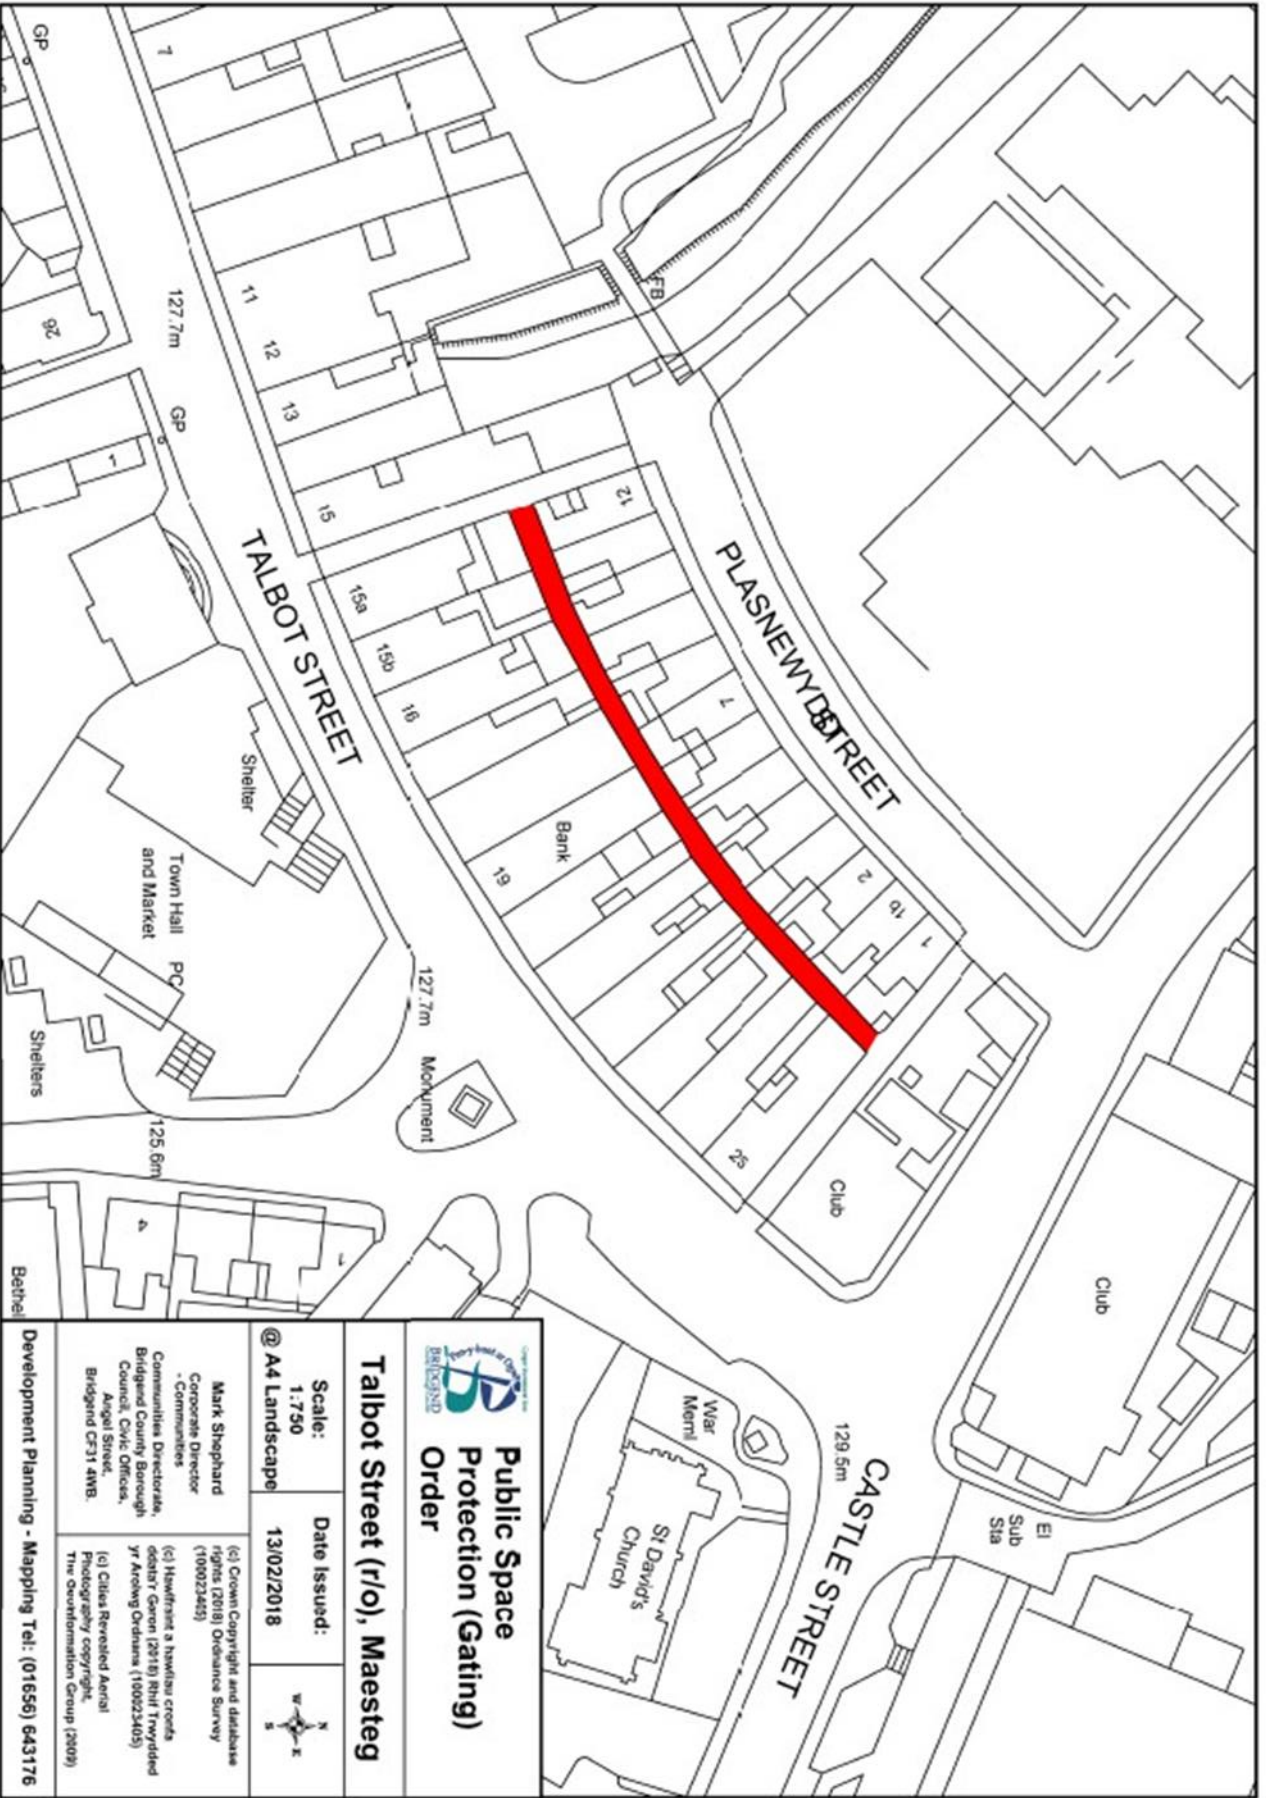 GP
7
26
127.7m
11
12
13
15
GP
1
FB
12
PLASNEWYDD
STREET
TALBOT STREET
15a
15b
16
7
Bank
19
2
1b
1
Shelter
Town Hall
and Market
PC
Shelters
127.7m
Monument
125.6m
25
Club
Club
4
1
Bethel
129.5m
CASTLE STREET
War
Meml
St David's
Church
El
Sub
Sta
BRIDGEND
Public Space
Protection (Gating)
Order
Talbot Street (r/o), Maesteg
Scale:
1:750
@ A4 Landscape
Date Issued:
13/02/2018
N
W
E
S
Mark Shephard
Corporate Director
- Communities
Communities Directorate,
Bridgend County Borough
Council, Civic Offices,
Angel Street,
Bridgend CF31 4WB.
(c) Crown Copyright and database
rights (2018) Ordnance Survey
(100023405)
(c) Hawlfraint a hawliau cronfa
ddata'r Goron (2018) Rhif Trwydded
yr Arolwg Ordnans (100023405)
(c) Cities Revealed Aerial
Photography copyright,
The Geoinformation Group (2009)
Development Planning - Mapping Tel: (01656) 643176